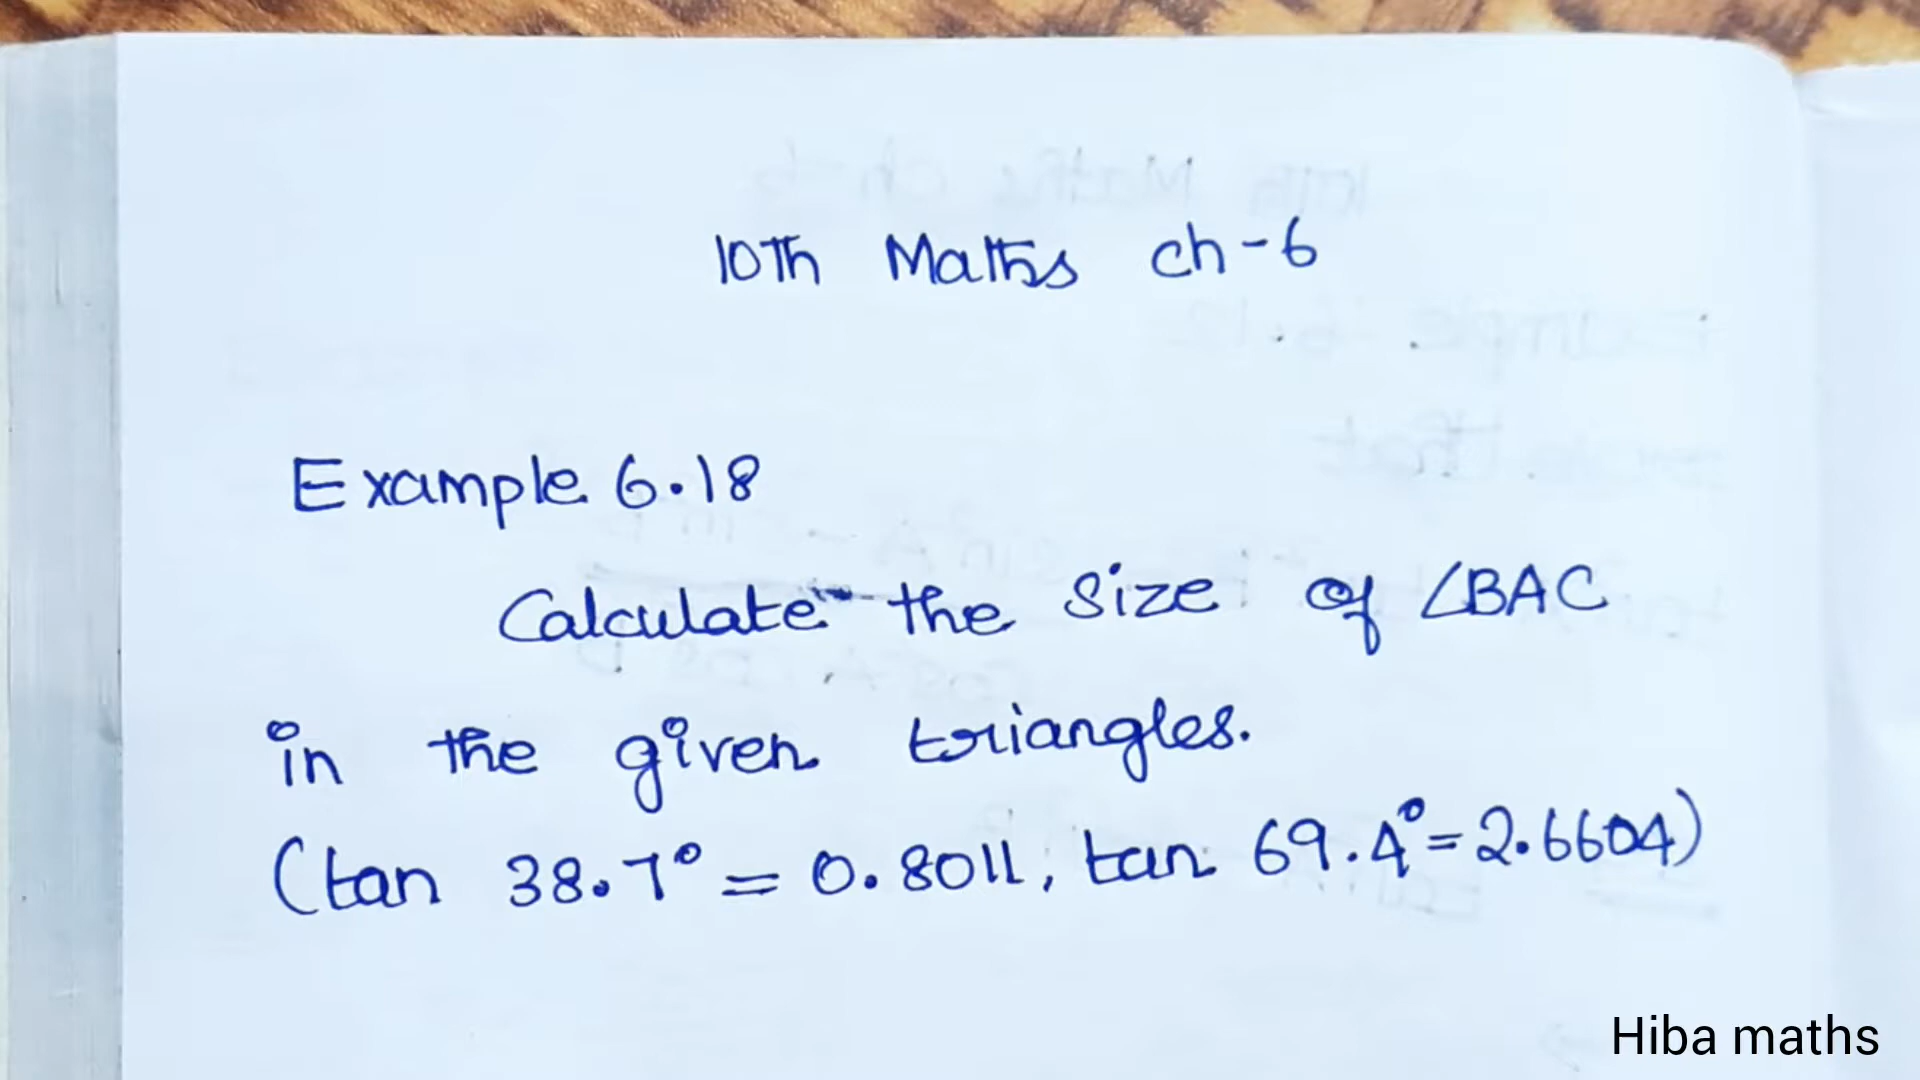 10th Maths ch-6
Example 6.18
Calculate the size of ∠BAC
in the given triangles.
(tan 38.7° = 0.8011, tan 69.4° = 2.6604)
Hiba maths